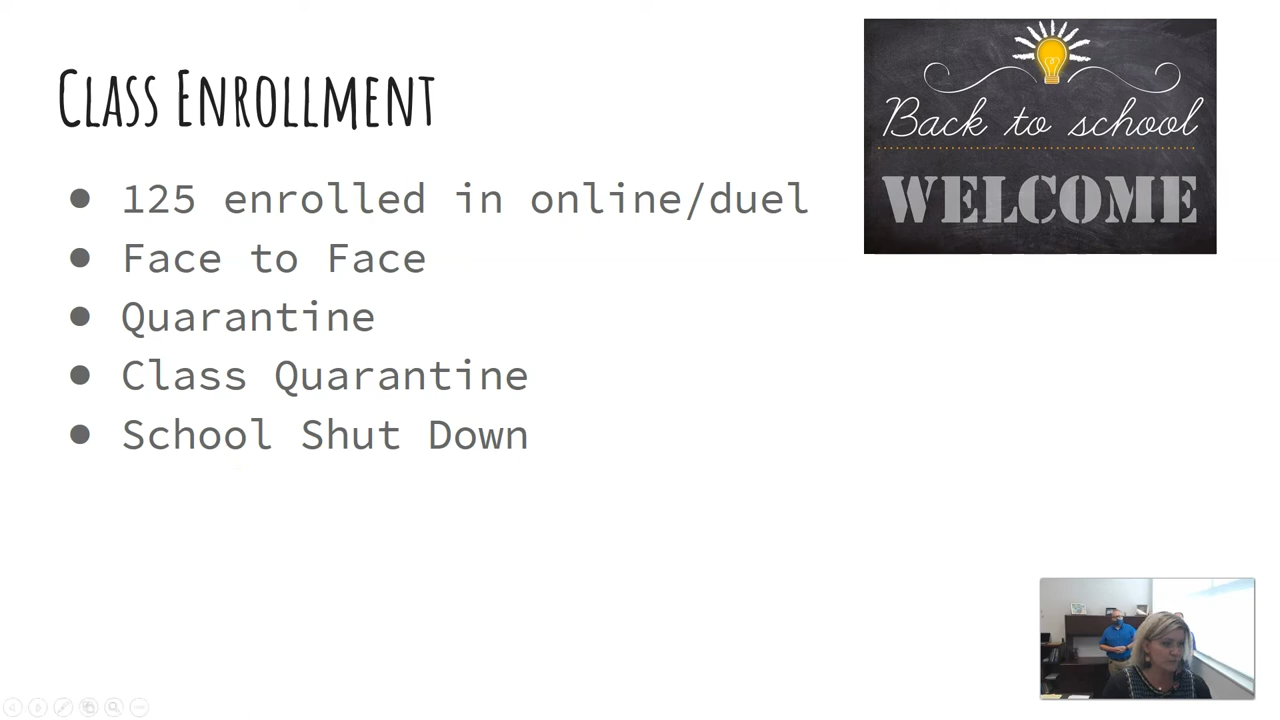 CLASS ENROLLMENT
Back to school
WELCOME
● 125 enrolled in online/duel
● Face to Face
● Quarantine
● Class Quarantine
● School Shut Down